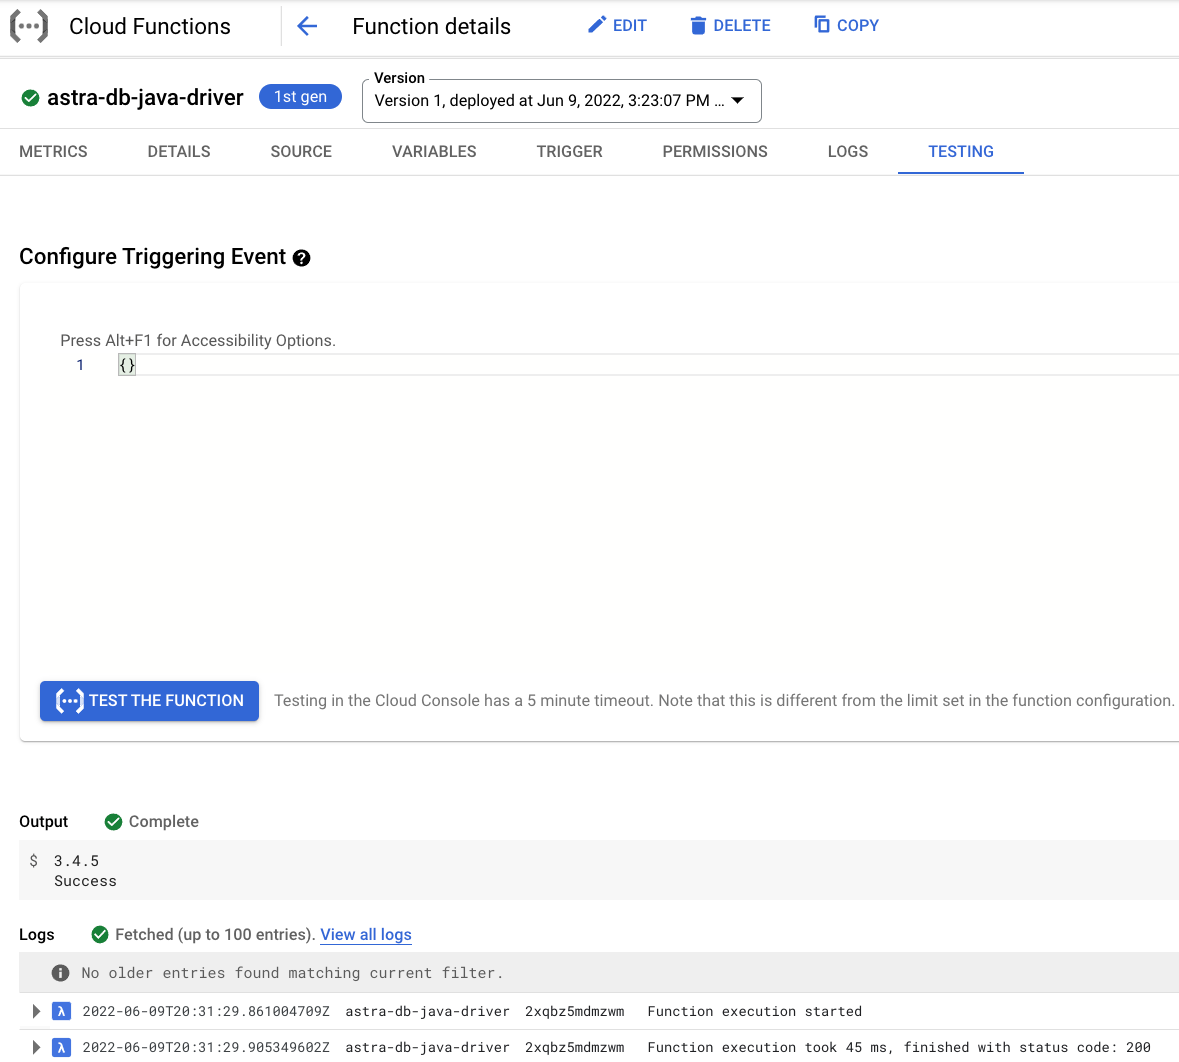 Cloud Functions
Function details
EDIT
DELETE
COPY
astra-db-java-driver
1st gen
Version
Version 1, deployed at Jun 9, 2022, 3:23:07 PM ...
METRICS
DETAILS
SOURCE
VARIABLES
TRIGGER
PERMISSIONS
LOGS
TESTING
Configure Triggering Event
Press Alt+F1 for Accessibility Options.
1 {}
TEST THE FUNCTION
Testing in the Cloud Console has a 5 minute timeout. Note that this is different from the limit set in the function configuration.
Output
Complete
$ 3.4.5
Success
Logs
Fetched (up to 100 entries). View all logs
No older entries found matching current filter.
λ 2022-06-09T20:31:29.861004709Z astra-db-java-driver 2xqbz5mdmzwm Function execution started
λ 2022-06-09T20:31:29.905349602Z astra-db-java-driver 2xqbz5mdmzwm Function execution took 45 ms, finished with status code: 200